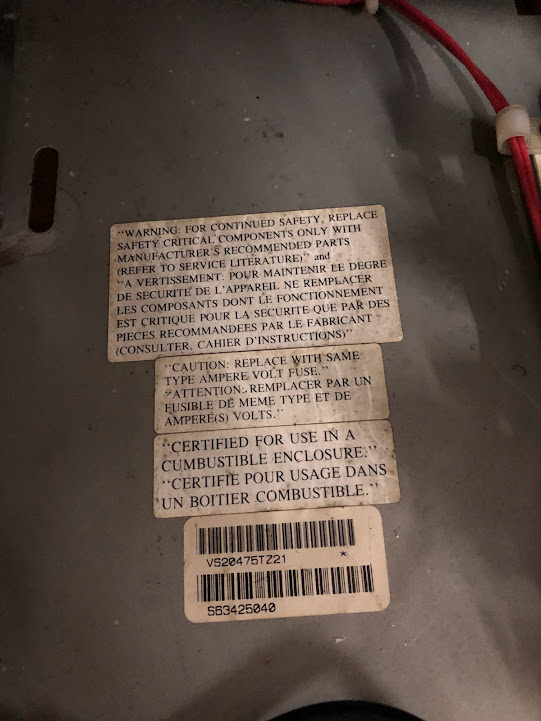 “WARNING: FOR CONTINUED SAFETY, REPLACE
SAFETY CRITICAL COMPONENTS ONLY WITH
MANUFACTURER'S RECOMMENDED PARTS
(REFER TO SERVICE LITERATURE)” and
“A VERTISSEMENT: POUR MAINTENIR LE DEGRE
DE SECURITE DE L'APPAREIL NE REMPLACER
LES COMPOSANTS DONT LE FONCTIONNEMENT
EST CRITIQUE POUR LA SECURITE QUE PAR DES
PIECES RECOMMANDEES PAR LE FABRICANT
(CONSULTER, CAHIER D'INSTRUCTIONS)”
“CAUTION: REPLACE WITH SAME
TYPE AMPERE VOLT FUSE.”
“ATTENTION: REMPLACER PAR UN
FUSIBLE DE MEME TYPE ET DE
AMPERE(S) VOLTS.”
“CERTIFIED FOR USE IN A
CUMBUSTIBLE ENCLOSURE.”
“CERTIFIE POUR USAGE DANS
UN BOITIER COMBUSTIBLE.”
VS20475TZ21 *
S63425040